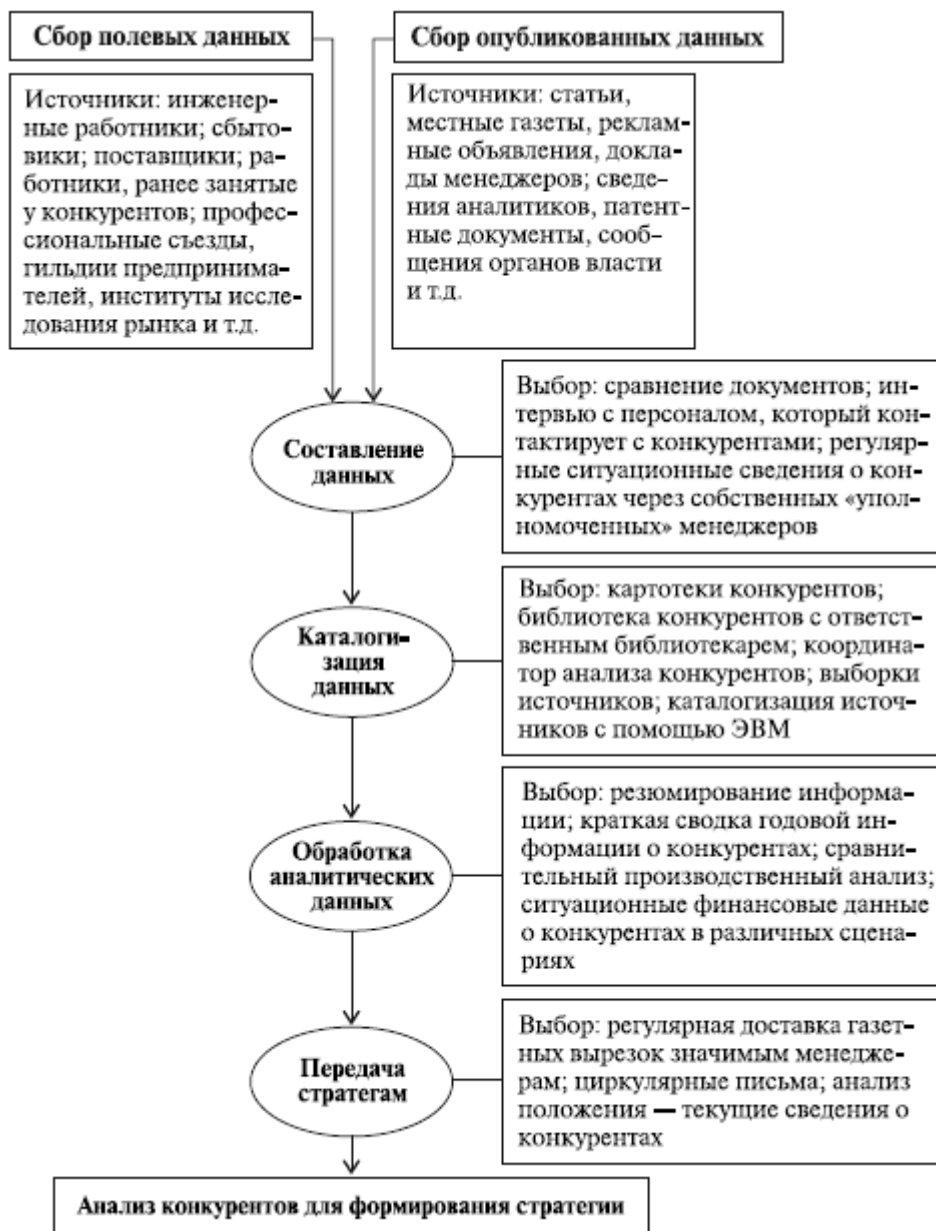 Сбор полевых данных
Источники: инженер-
ные работники; сбыто-
вики; поставщики; ра-
ботники, ранее занятые
у конкурентов; профес-
сиональные съезды,
гильдии предпринима-
телей, институты иссле-
дования рынка и т.д.
Сбор опубликованных данных
Источники: статьи,
местные газеты, реклам-
ные объявления, докла-
ды менеджеров; сведе-
ния аналитиков, патент-
ные документы, сооб-
щения органов власти
и т.д.
Составление
данных
Выбор: сравнение документов; ин-
тервью с персоналом, который кон-
тактирует с конкурентами; регуляр-
ные ситуационные сведения о кон-
курентах через собственных «упол-
номоченных» менеджеров
Каталоги-
зация
данных
Выбор: картотеки конкурентов;
библиотека конкурентов с ответст-
венным библиотекарем; координа-
тор анализа конкурентов; выборки
источников; каталогизация источ-
ников с помощью ЭВМ
Обработка
аналитических
данных
Выбор: резюмирование информа-
ции; краткая сводка годовой ин-
формации о конкурентах; сравни-
тельный производственный анализ;
ситуационные финансовые данные
о конкурентах в различных сцена-
риях
Передача
стратегам
Выбор: регулярная доставка газет-
ных вырезок значимым менедже-
рам; циркулярные письма; анализ
положения — текущие сведения о
конкурентах
Анализ конкурентов для формирования стратегии